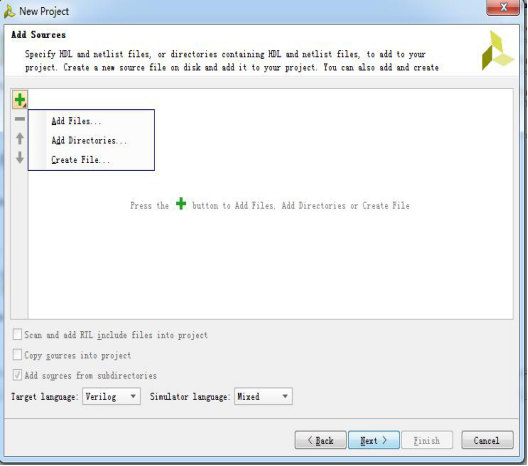 New Project
Add Sources
Specify HDL and netlist files, or directories containing HDL and netlist files, to add to your
project. Create a new source file on disk and add it to your project. You can also add and create
Add Files...
Add Directories...
Create File...
Press the button to Add Files, Add Directories or Create File
Scan and add RTL include files into project
Copy sources into project
Add sources from subdirectories
Target language: Verilog Simulator language: Mixed
< Back Next > Finish Cancel